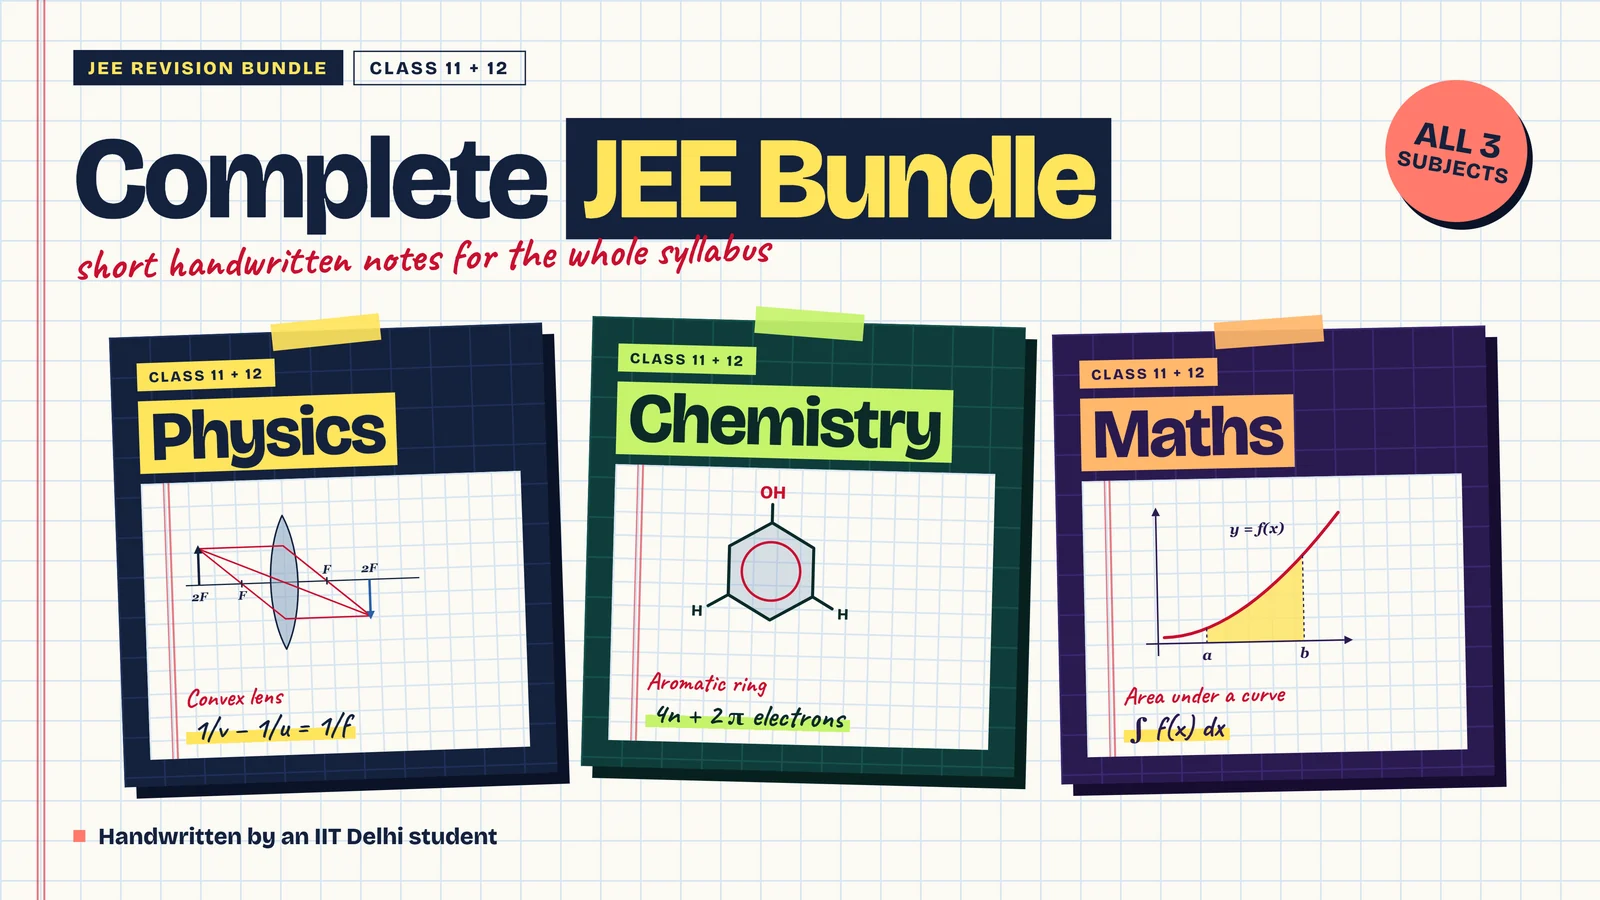 JEE REVISION BUNDLE
CLASS 11 + 12
Complete JEE Bundle
short handwritten notes for the whole syllabus
ALL 3
SUBJECTS
CLASS 11 + 12
Physics
2F
F
F
2F
Convex lens
1/v – 1/u = 1/f
CLASS 11 + 12
Chemistry
OH
H
H
Aromatic ring
4n + 2 π electrons
CLASS 11 + 12
Maths
y = f(x)
a
b
Area under a curve
∫ f(x) dx
Handwritten by an IIT Delhi student